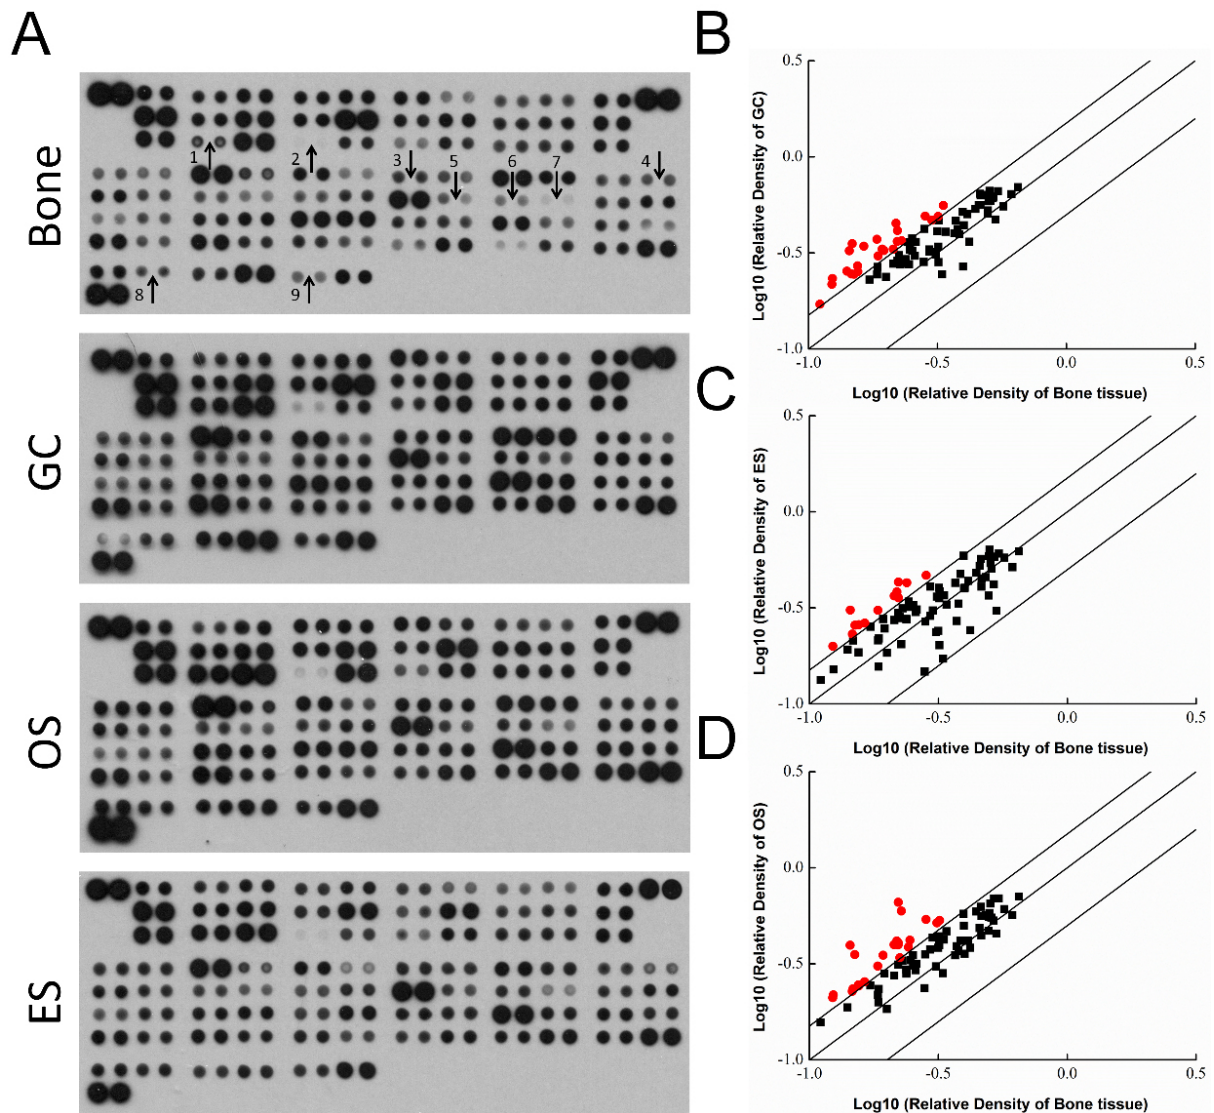 A
Bone
1
2
3
5
6
7
4
8
9
GC
OS
ES
B
Log10 (Relative Density of GC)
0.5
0.0
-0.5
-1.0
-1.0
-0.5
0.0
0.5
Log10 (Relative Density of Bone tissue)
C
Log10 (Relative Density of ES)
0.5
0.0
-0.5
-1.0
-1.0
-0.5
0.0
0.5
Log10 (Relative Density of Bone tissue)
D
Log10 (Relative Density of OS)
0.5
0.0
-0.5
-1.0
-1.0
-0.5
0.0
0.5
Log10 (Relative Density of Bone tissue)